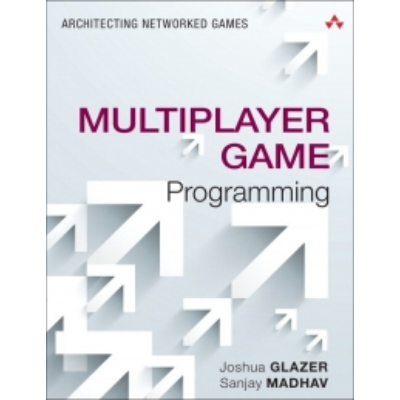 ARCHITECTING NETWORKED GAMES
MULTIPLAYER
GAME
Programming
Joshua GLAZER
Sanjay MADHAV